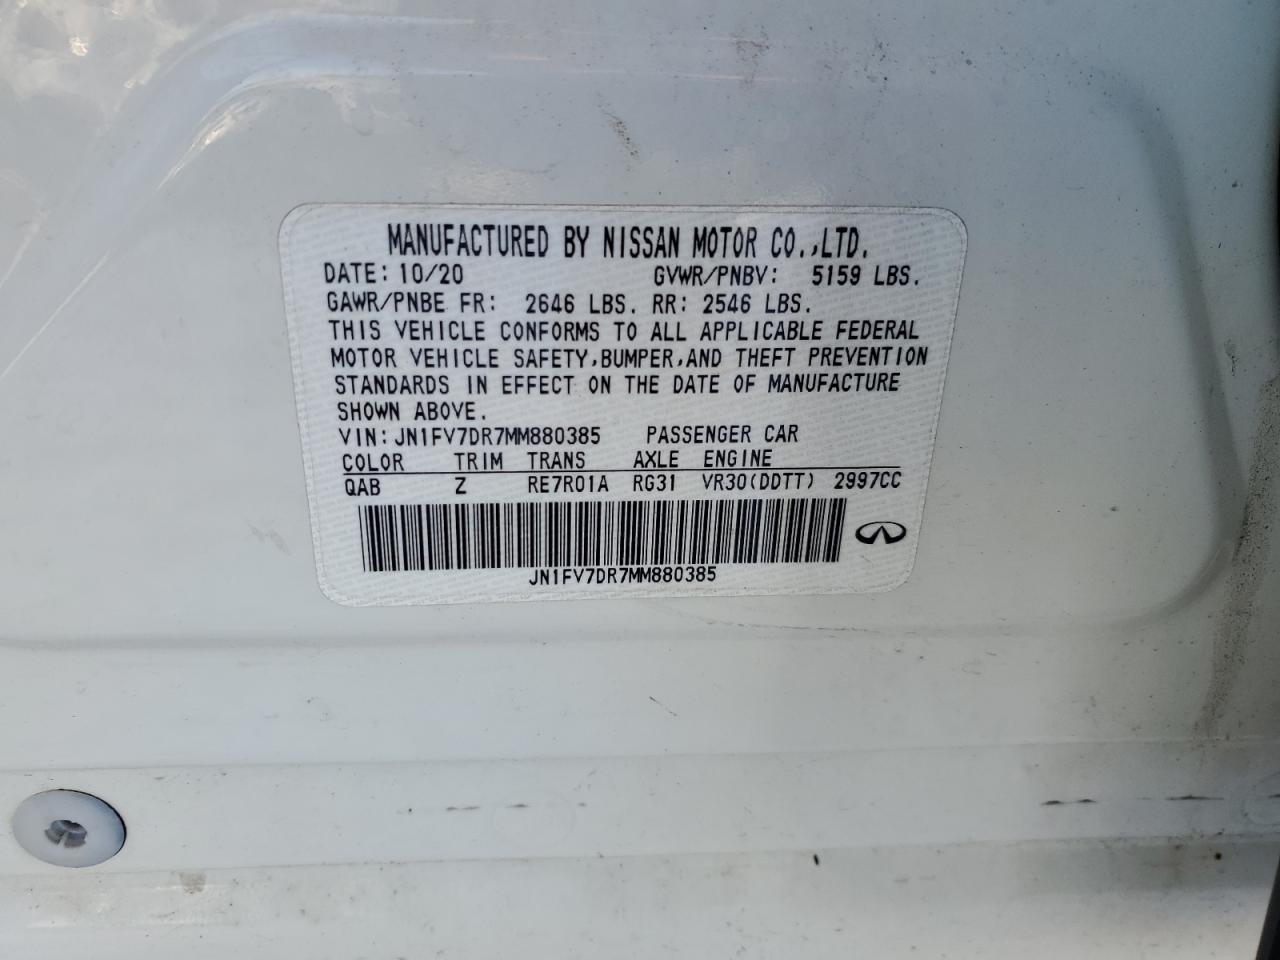 MANUFACTURED BY NISSAN MOTOR CO.,LTD.
DATE: 10/20 GVWR/PNBV: 5159 LBS.
GAWR/PNBE FR: 2646 LBS. RR: 2546 LBS.
THIS VEHICLE CONFORMS TO ALL APPLICABLE FEDERAL
MOTOR VEHICLE SAFETY,BUMPER,AND THEFT PREVENTION
STANDARDS IN EFFECT ON THE DATE OF MANUFACTURE
SHOWN ABOVE.
VIN:JN1FV7DR7MM880385 PASSENGER CAR
COLOR TRIM TRANS AXLE ENGINE
QAB Z RE7R01A RG31 VR30(DDTT) 2997CC
JN1FV7DR7MM880385